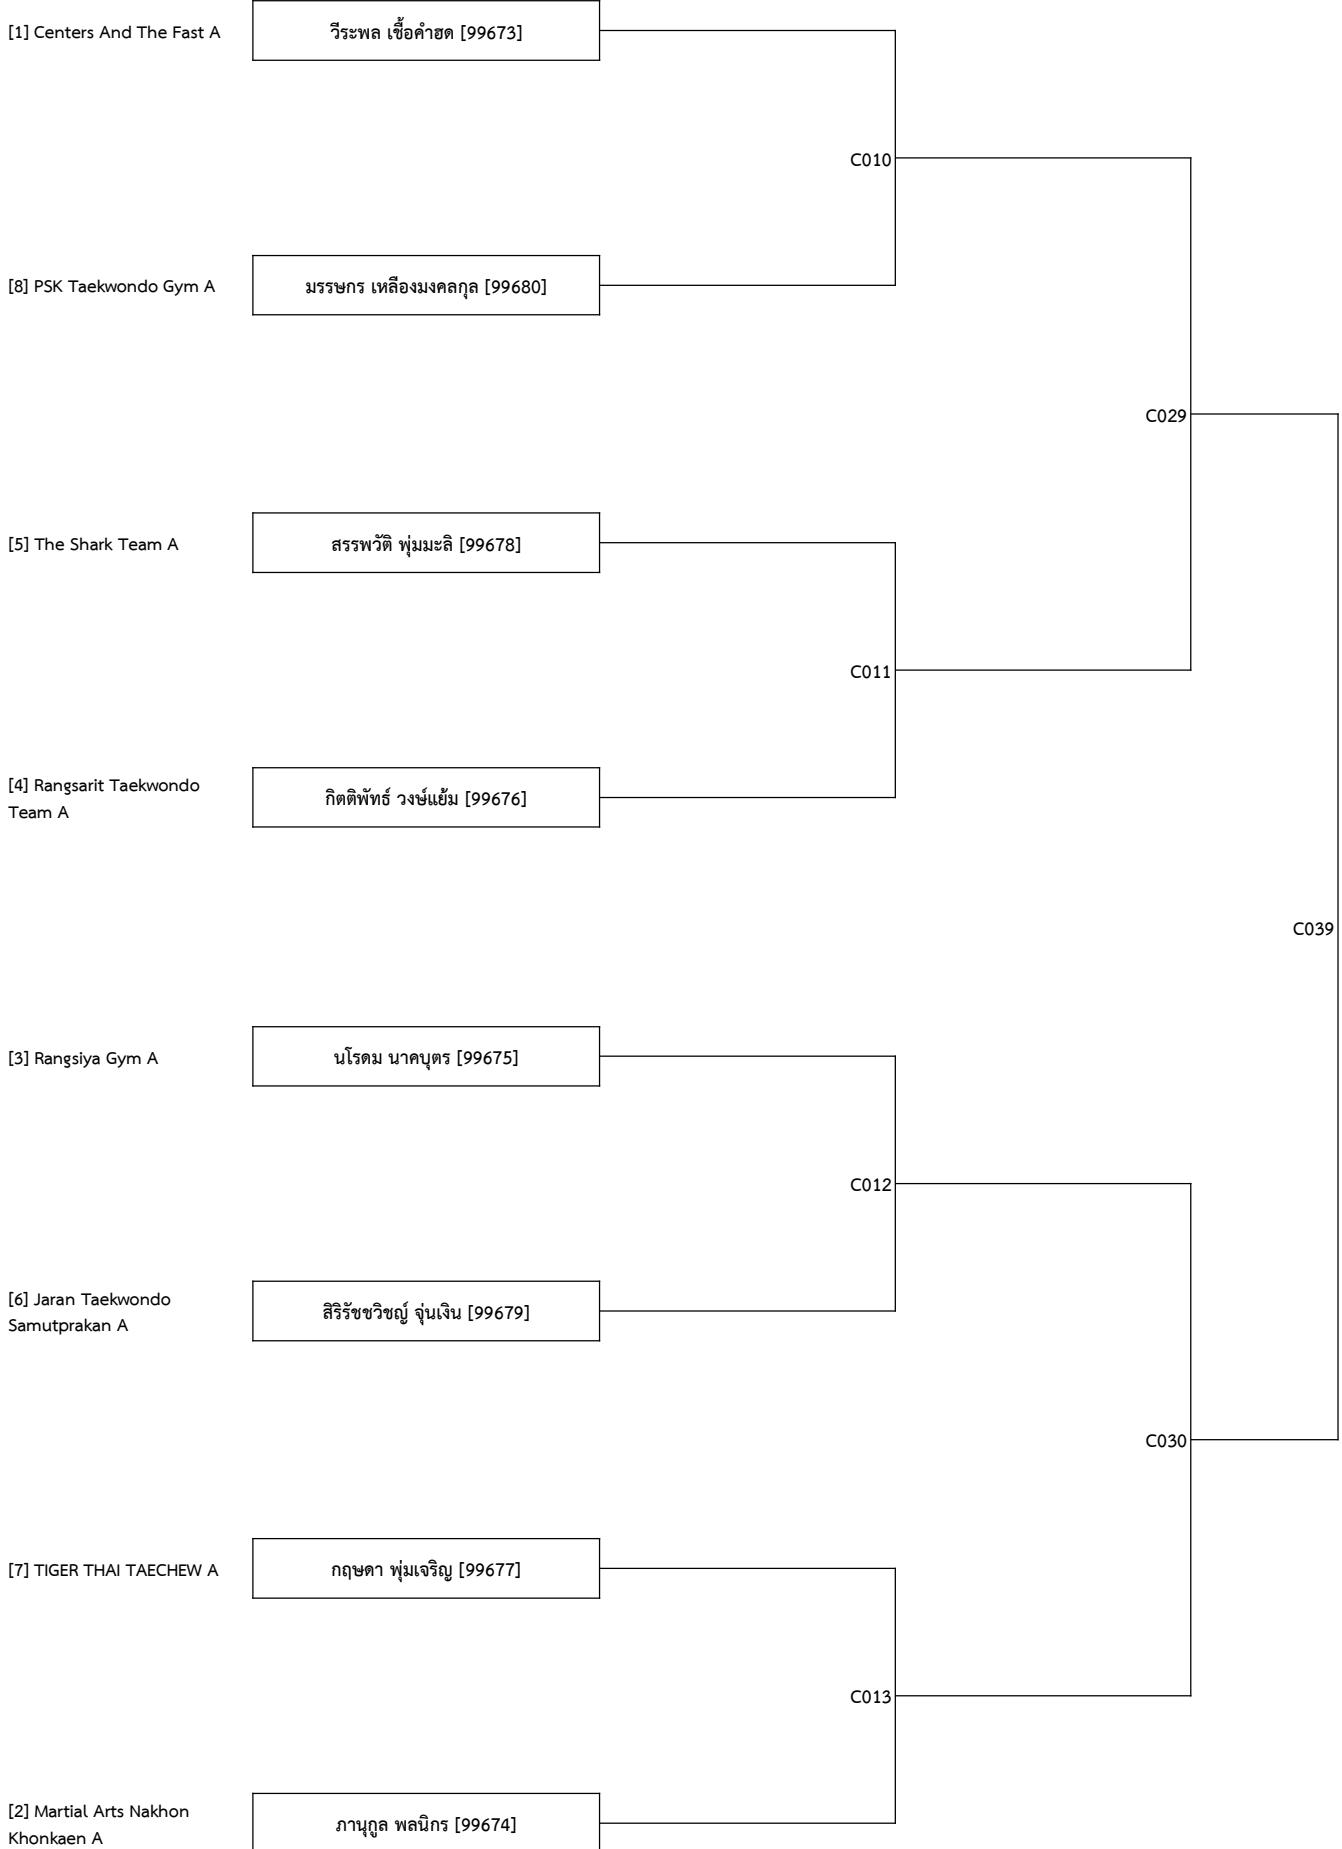 [1] Centers And The Fast A
วีระพล เชื้อคำฮด [99673]
C010
[8] PSK Taekwondo Gym A
มรรษกร เหลืองมงคลกุล [99680]
C029
[5] The Shark Team A
สรรพวัติ พุ่มมะลิ [99678]
C011
[4] Rangsarit Taekwondo
Team A
กิตติพัทธ์ วงษ์แย้ม [99676]
C039
[3] Rangsiya Gym A
นโรดม นาคบุตร [99675]
C012
[6] Jaran Taekwondo
Samutprakan A
สิริรัชชวิชญ์ จุ่นเงิน [99679]
C030
[7] TIGER THAI TAECHEW A
กฤษดา พุ่มเจริญ [99677]
C013
[2] Martial Arts Nakhon
Khonkaen A
ภานุกูล พลนิกร [99674]